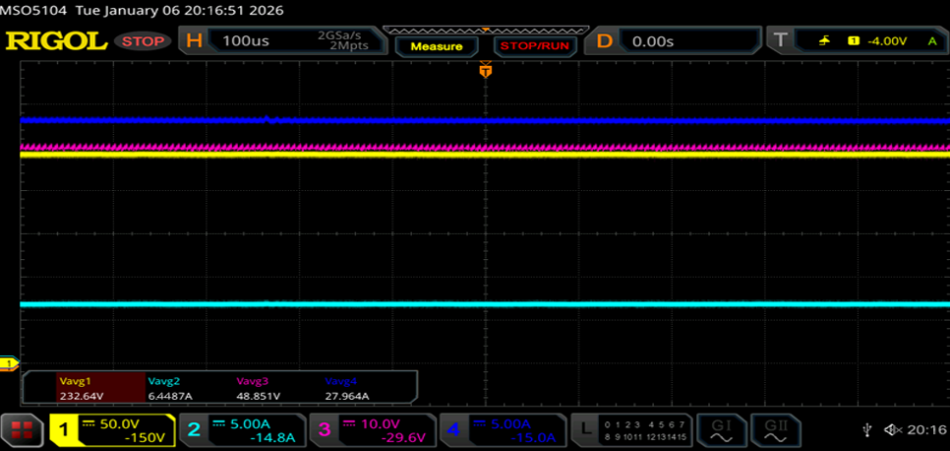 MSO5104 Tue January 06 20:16:51 2026
RIGOL STOP H 100us 2GSa/s 2Mpts Measure STOP/RUN D 0.00s T 1 -4.00V A
T
1
Vavg1 Vavg2 Vavg3 Vavg4
232.64V 6.4487A 48.851V 27.964A
1 50.0V -150V 2 5.00A -14.8A 3 10.0V -29.6V 4 5.00A -15.0A L 0 1 2 3 4 5 6 7 8 9 10 11 12 13 14 15 GI GII 20:16